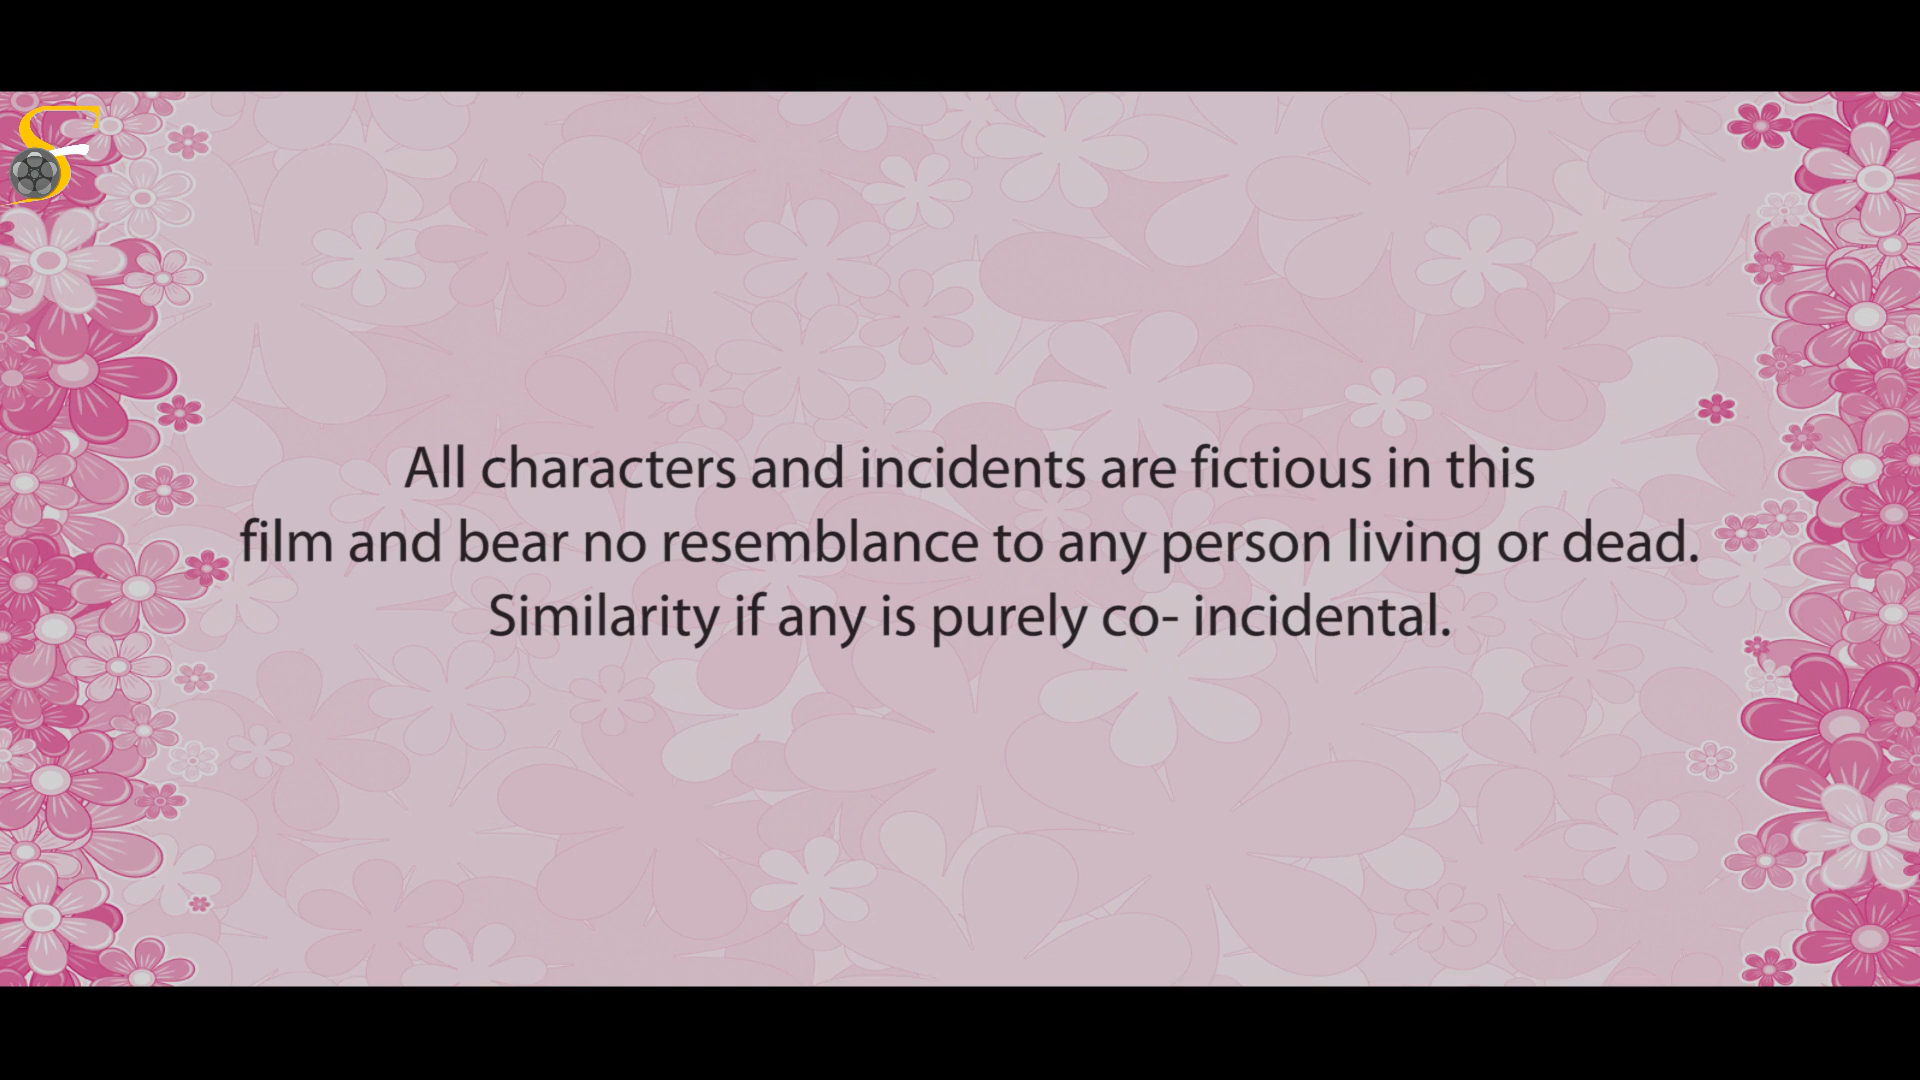 All characters and incidents are fictious in this
film and bear no resemblance to any person living or dead.
Similarity if any is purely co- incidental.